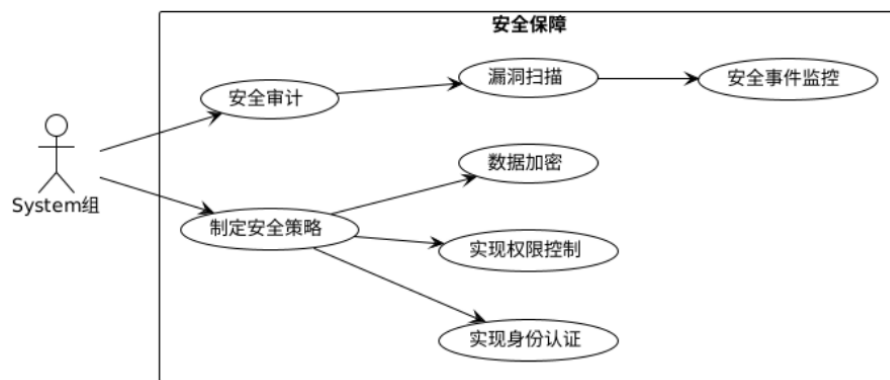 安全保障
漏洞扫描
安全事件监控
安全审计
数据加密
System组
制定安全策略
实现权限控制
实现身份认证